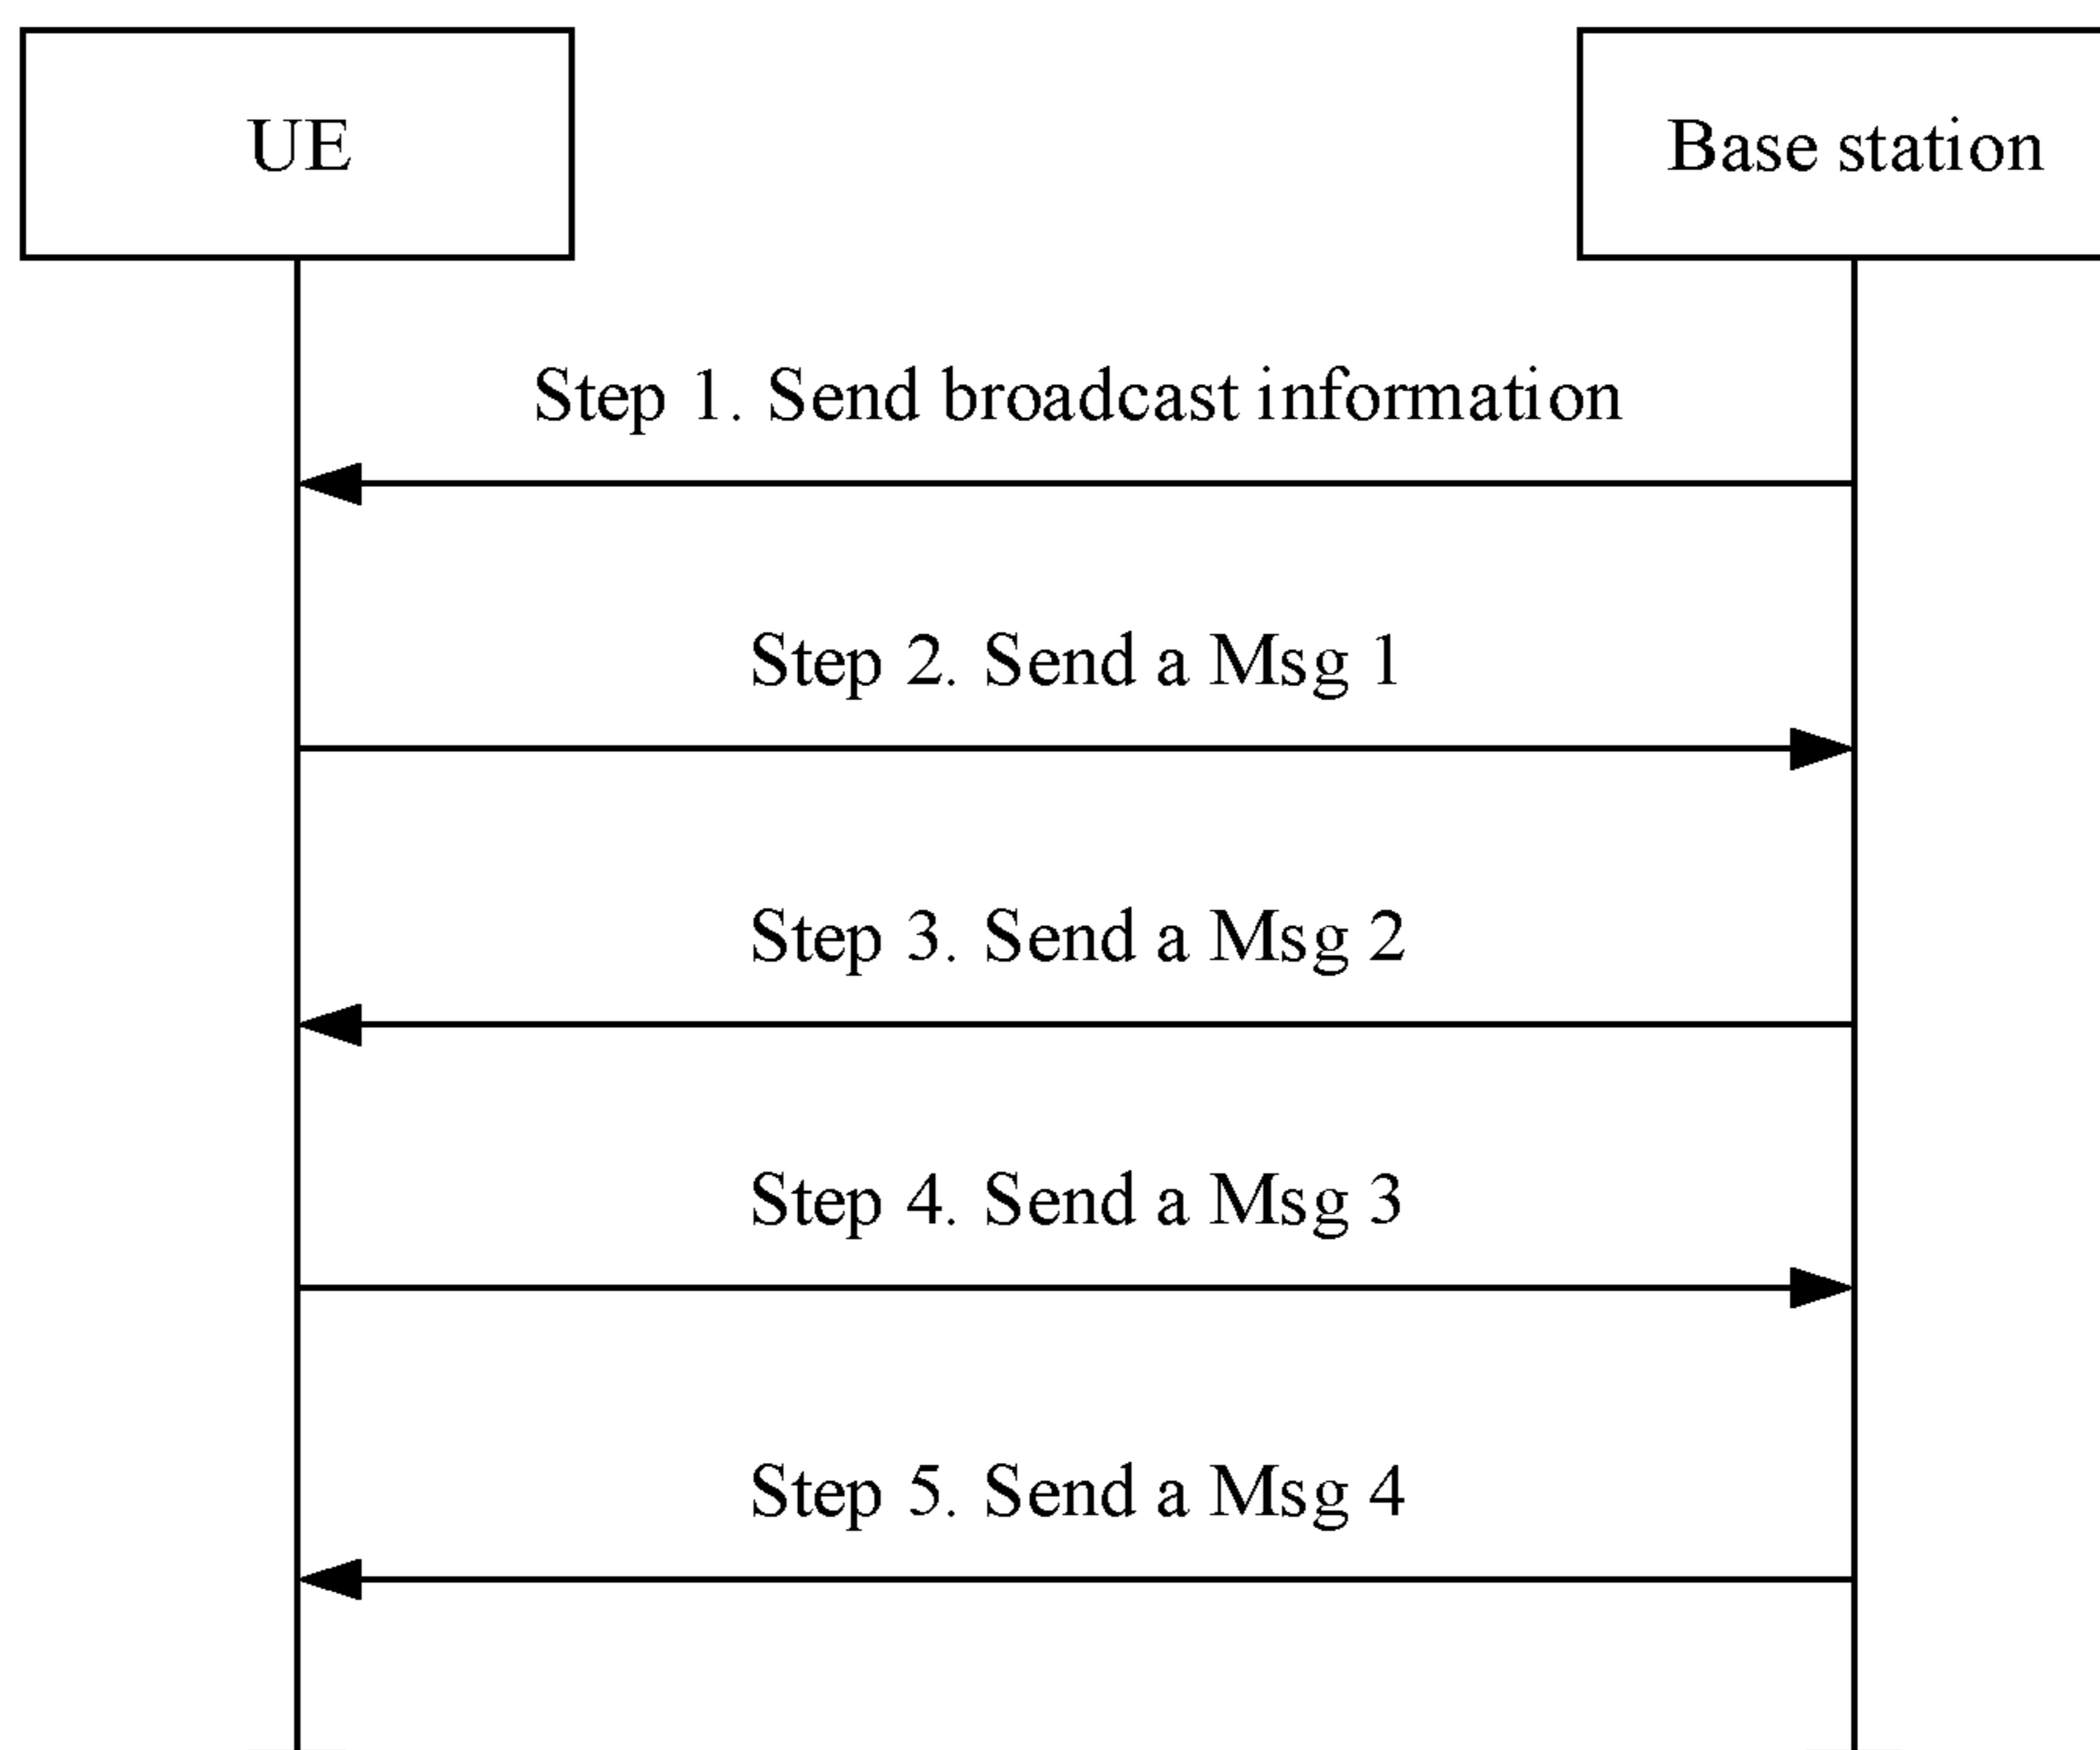 UE
Base station
Step 1. Send broadcast information
Step 2. Send a Msg 1
Step 3. Send a Msg 2
Step 4. Send a Msg 3
Step 5. Send a Msg 4